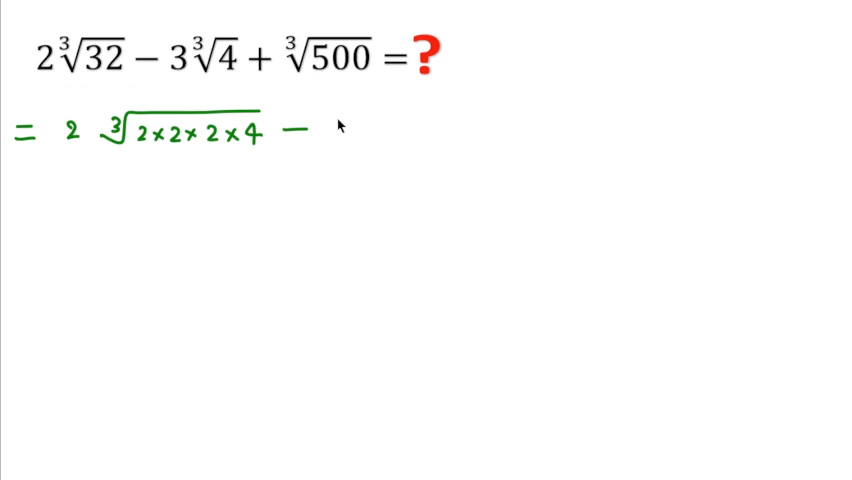 2∛32 − 3∛4 + ∛500 = ?
= 2 ∛2×2×2×4 −